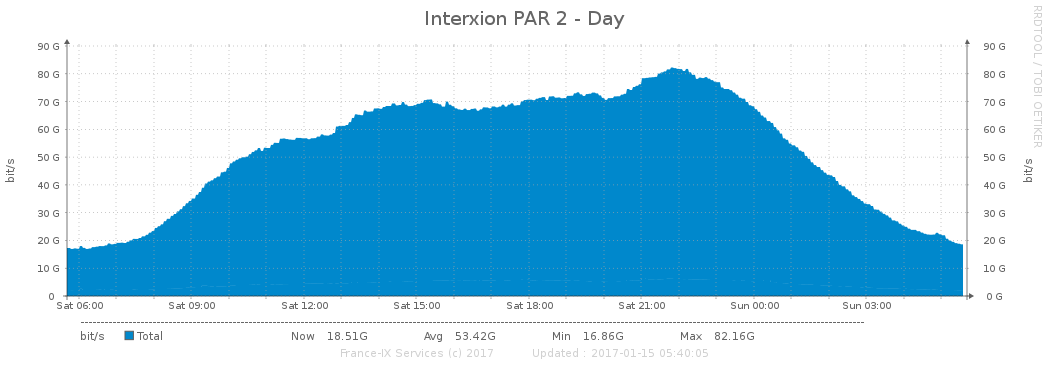 Interxion PAR 2 - Day
RRDTOOL / TOBI OETIKER
bit/s
bit/s
90 G 90 G
80 G 80 G
70 G 70 G
60 G 60 G
50 G 50 G
40 G 40 G
30 G 30 G
20 G 20 G
10 G 10 G
0 0 G
Sat 06:00 Sat 09:00 Sat 12:00 Sat 15:00 Sat 18:00 Sat 21:00 Sun 00:00 Sun 03:00
bit/s Total Now 18.51G Avg 53.42G Min 16.86G Max 82.16G
France-IX Services (c) 2017 Updated : 2017-01-15 05:40:05